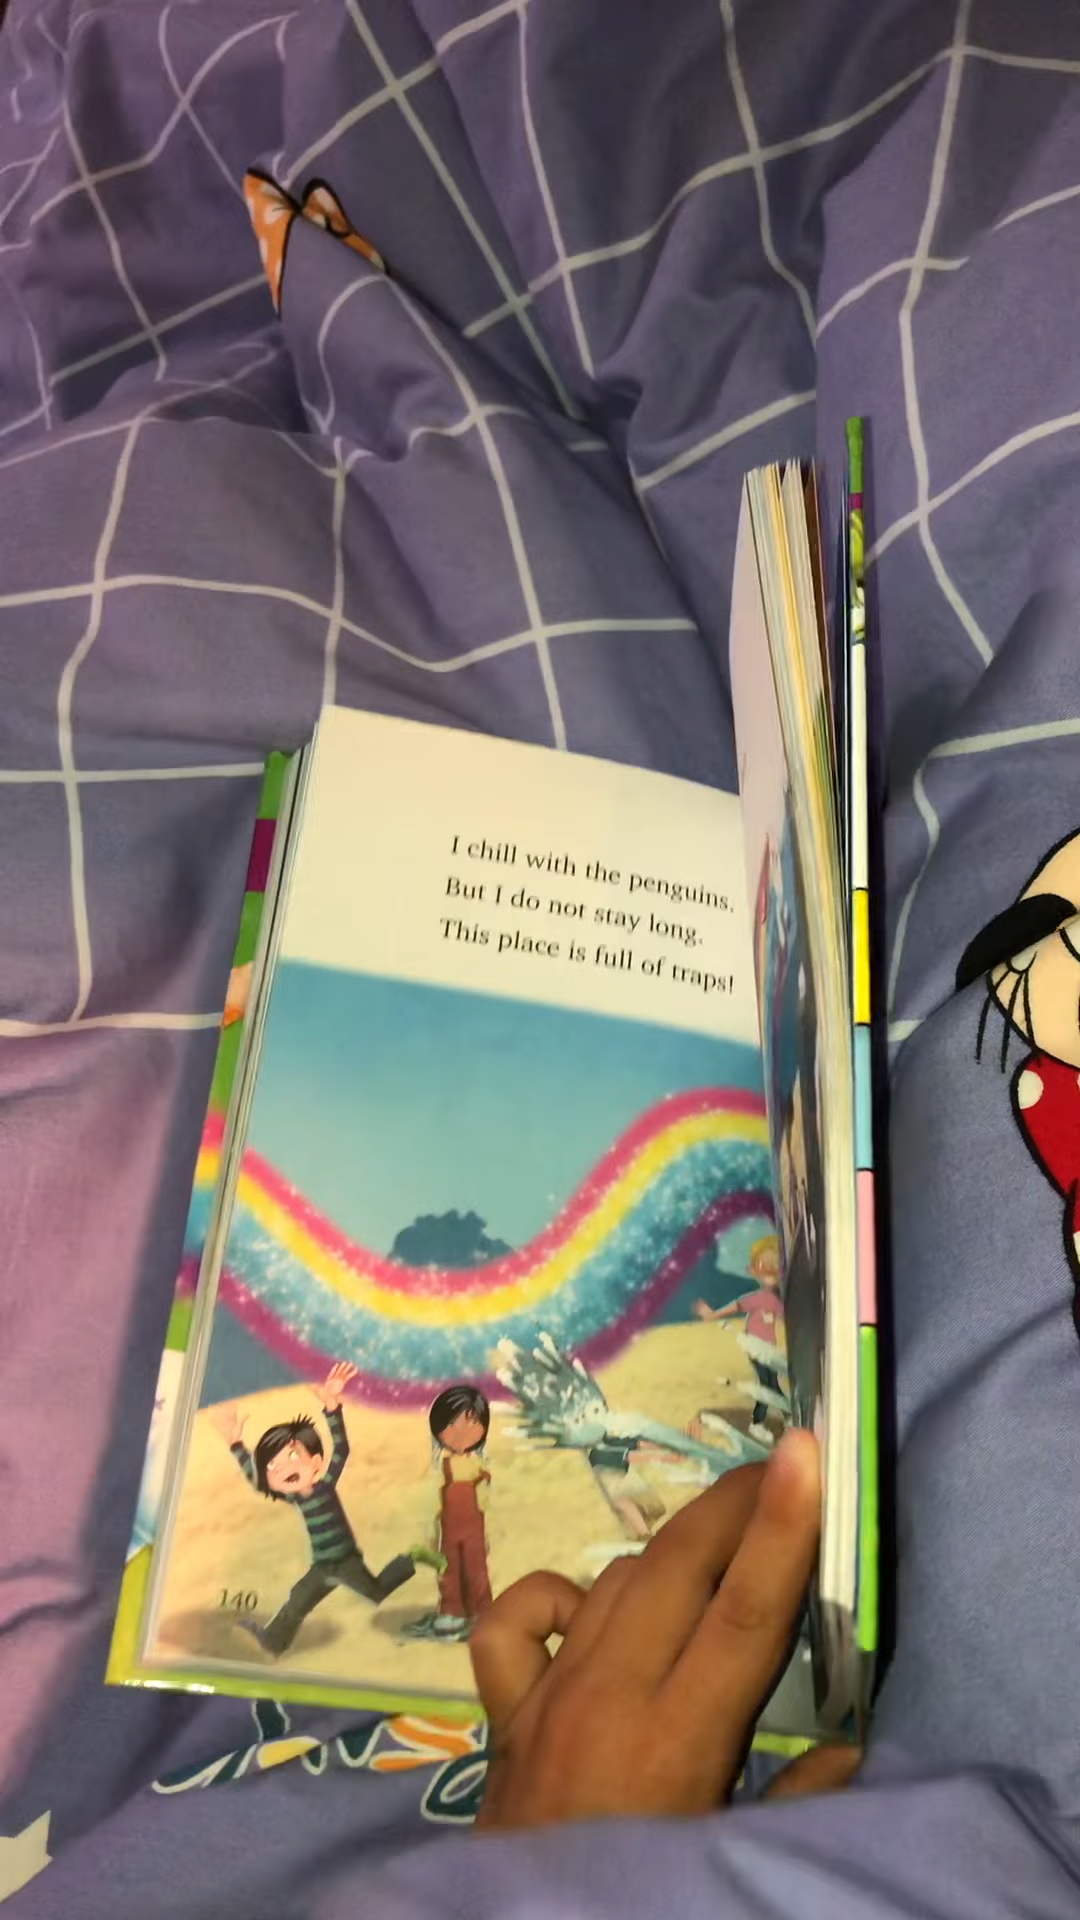 I chill with the penguins.
But I do not stay long.
This place is full of traps!
140